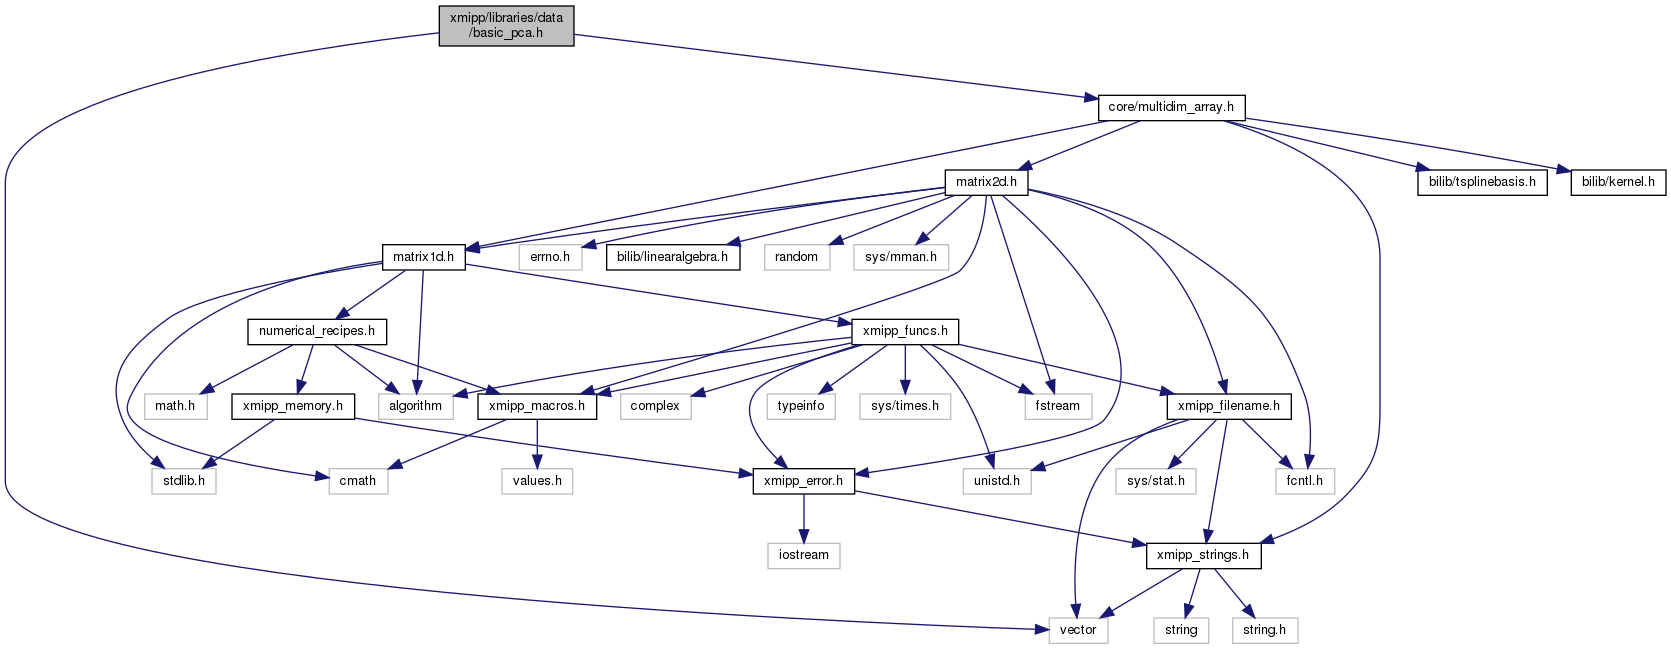 xmipp/libraries/data
/basic_pca.h
core/multidim_array.h
matrix2d.h
bilib/tsplinebasis.h
bilib/kernel.h
matrix1d.h
errno.h
bilib/linearalgebra.h
random
sys/mman.h
numerical_recipes.h
xmipp_funcs.h
math.h
xmipp_memory.h
algorithm
xmipp_macros.h
complex
typeinfo
sys/times.h
fstream
xmipp_filename.h
stdlib.h
cmath
values.h
xmipp_error.h
unistd.h
sys/stat.h
fcntl.h
iostream
xmipp_strings.h
vector
string
string.h